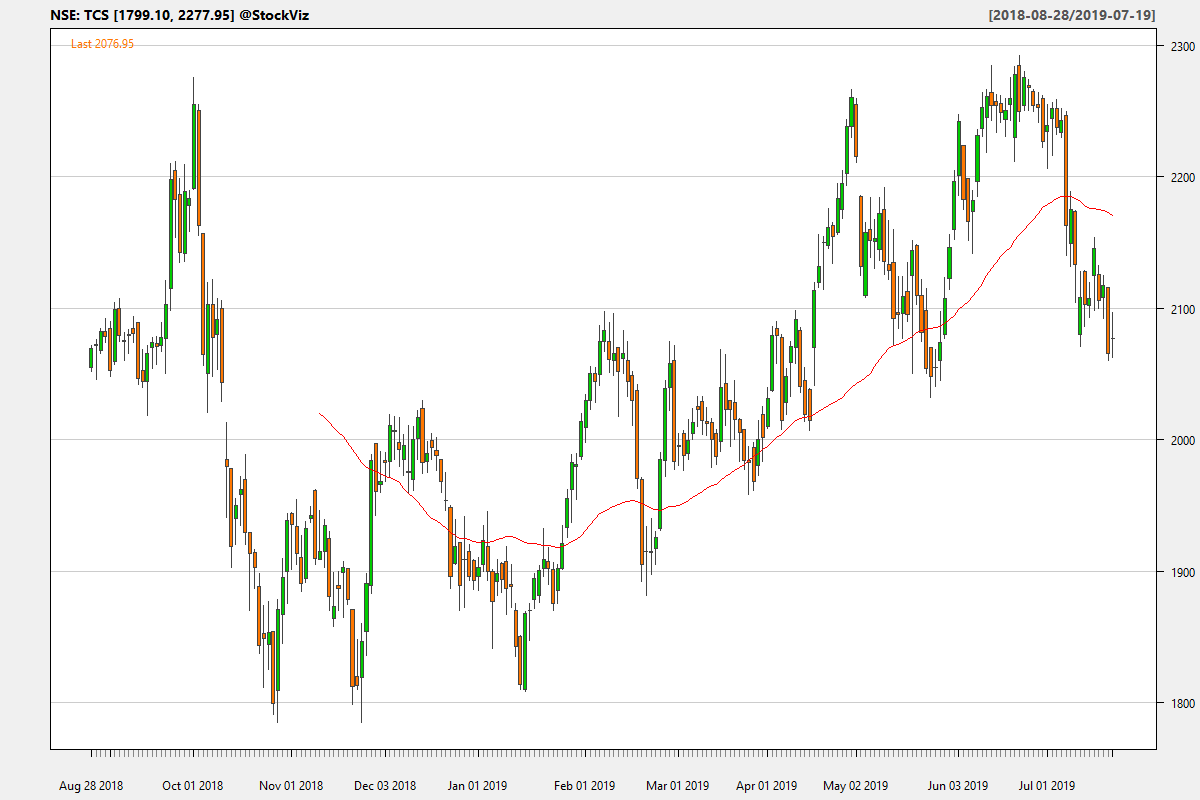 NSE: TCS [1799.10, 2277.95] @StockViz
[2018-08-28/2019-07-19]
Last 2076.95
2300
2200
2100
2000
1900
1800
Aug 28 2018
Oct 01 2018
Nov 01 2018
Dec 03 2018
Jan 01 2019
Feb 01 2019
Mar 01 2019
Apr 01 2019
May 02 2019
Jun 03 2019
Jul 01 2019